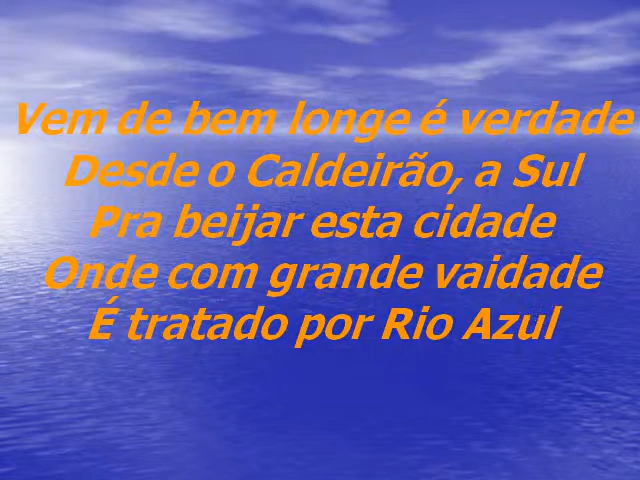 Vem de bem longe é verdade
Desde o Caldeirão, a Sul
Pra beijar esta cidade
Onde com grande vaidade
É tratado por Rio Azul